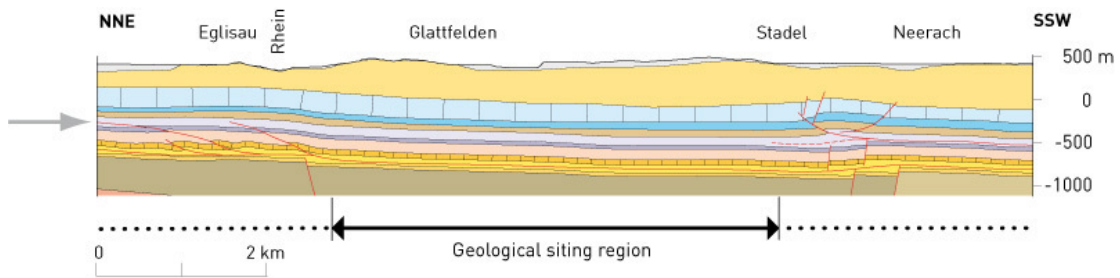 NNE
SSW
Eglisau
Rhein
Glattfelden
Stadel
Neerach
500 m
0
-500
-1000
0
2 km
Geological siting region